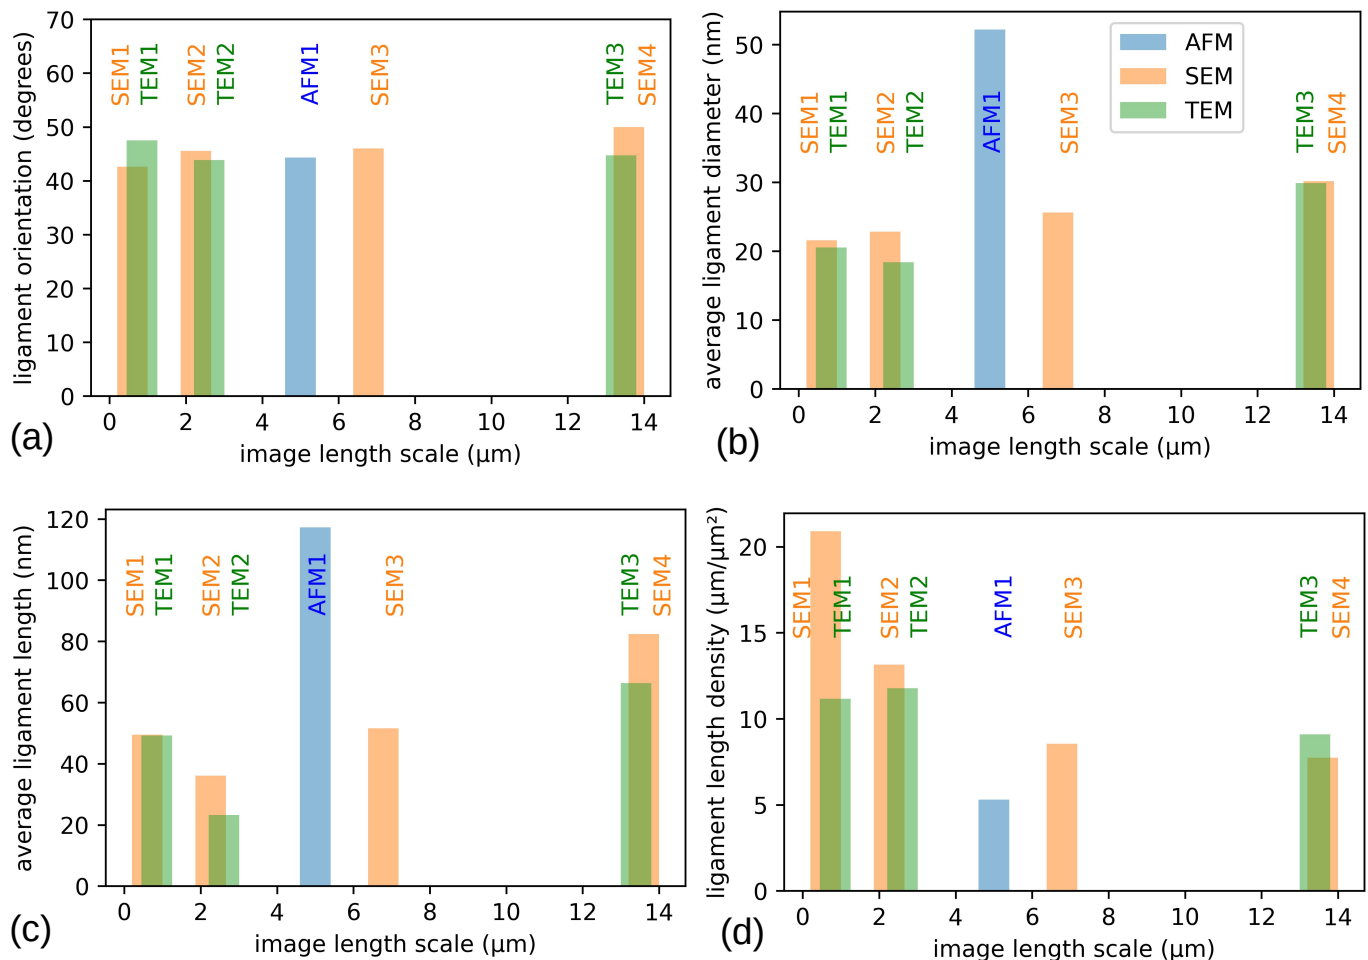 70
60
50
40
30
20
10
0
ligament orientation (degrees)
SEM1
TEM1
SEM2
TEM2
AFM1
SEM3
TEM3
SEM4
0 2 4 6 8 10 12 14
image length scale (µm)
(a)
50
40
30
20
10
0
average ligament diameter (nm)
SEM1
TEM1
SEM2
TEM2
AFM1
SEM3
TEM3
SEM4
AFM
SEM
TEM
0 2 4 6 8 10 12 14
image length scale (µm)
(b)
120
100
80
60
40
20
0
average ligament length (nm)
SEM1
TEM1
SEM2
TEM2
AFM1
SEM3
TEM3
SEM4
0 2 4 6 8 10 12 14
image length scale (µm)
(c)
20
15
10
5
0
ligament length density (µm/µm²)
SEM1
TEM1
SEM2
TEM2
AFM1
SEM3
TEM3
SEM4
0 2 4 6 8 10 12 14
image length scale (µm)
(d)